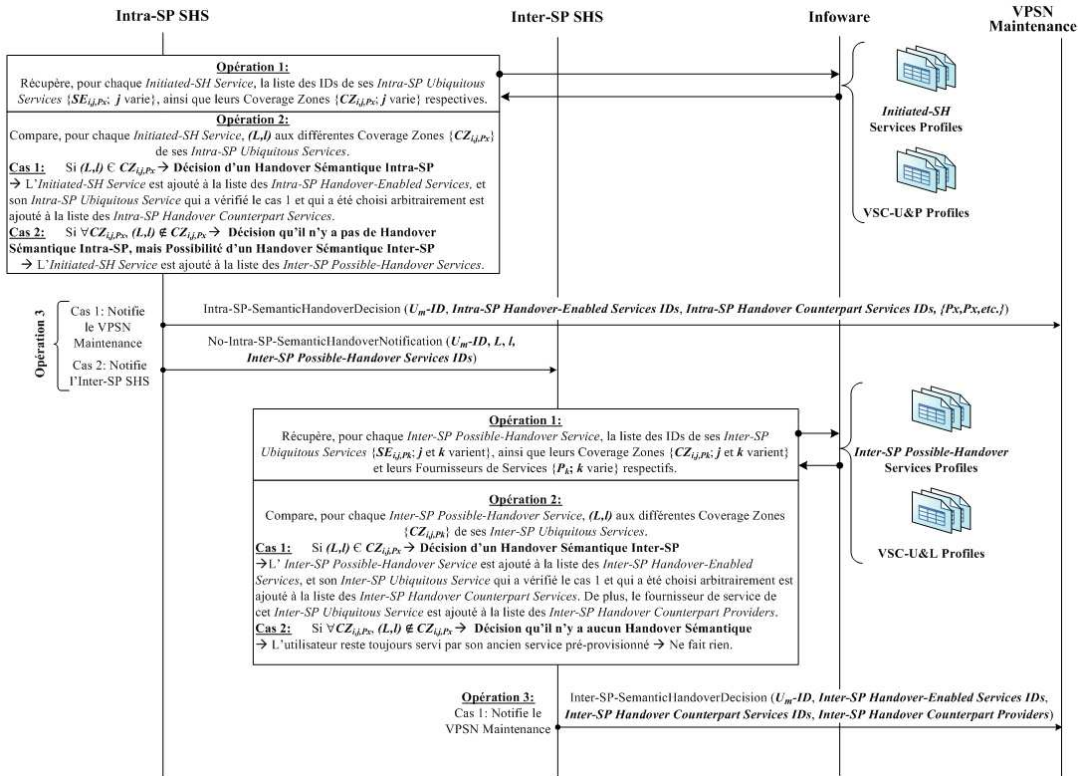 Intra-SP SHS
Inter-SP SHS
Infoware
VPSN
Maintenance
Opération 1:
Récupère, pour chaque Initiated-SH Service, la liste des IDs de ses Intra-SP Ubiquitous
Services {SEi,j,Px; j varie}, ainsi que leurs Coverage Zones {CZi,j,Px; j varie} respectives.
Opération 2:
Compare, pour chaque Initiated-SH Service, (L,l) aux différentes Coverage Zones {CZi,j,Px}
de ses Intra-SP Ubiquitous Services.
Cas 1: Si (L,l) ∈ CZi,j,Px → Décision d'un Handover Sémantique Intra-SP
→ L'Initiated-SH Service est ajouté à la liste des Intra-SP Handover-Enabled Services, et
son Intra-SP Ubiquitous Service qui a vérifié le cas 1 et qui a été choisi arbitrairement est
ajouté à la liste des Intra-SP Handover Counterpart Services.
Cas 2: Si ∀CZi,j,Px, (L,l) ∉ CZi,j,Px → Décision qu'il n'y a pas de Handover
Sémantique Intra-SP, mais Possibilité d'un Handover Sémantique Inter-SP
→ L'Initiated-SH Service est ajouté à la liste des Inter-SP Possible-Handover Services.
Initiated-SH
Services Profiles
VSC-U&P Profiles
Opération 3
Cas 1: Notifie
le VPSN
Maintenance
Cas 2: Notifie
l'Inter-SP SHS
Intra-SP-SemanticHandoverDecision (Um-ID, Intra-SP Handover-Enabled Services IDs, Intra-SP Handover Counterpart Services IDs, {Px,Px,etc.})
No-Intra-SP-SemanticHandoverNotification (Um-ID, L, l,
Inter-SP Possible-Handover Services IDs)
Opération 1:
Récupère, pour chaque Inter-SP Possible-Handover Service, la liste des IDs de ses Inter-SP
Ubiquitous Services {SEi,j,Pk; j et k varient}, ainsi que leurs Coverage Zones {CZi,j,Pk; j et k varient}
et leurs Fournisseurs de Services {Pk; k varie} respectifs.
Opération 2:
Compare, pour chaque Inter-SP Possible-Handover Service, (L,l) aux différentes Coverage Zones
{CZi,j,Pk} de ses Inter-SP Ubiquitous Services.
Cas 1: Si (L,l) ∈ CZi,j,Px → Décision d'un Handover Sémantique Inter-SP
→L' Inter-SP Possible-Handover Service est ajouté à la liste des Inter-SP Handover-Enabled
Services, et son Inter-SP Ubiquitous Service qui a vérifié le cas 1 et qui a été choisi arbitrairement est
ajouté à la liste des Inter-SP Handover Counterpart Services. De plus, le fournisseur de service de
cet Inter-SP Ubiquitous Service est ajouté à la liste des Inter-SP Handover Counterpart Providers.
Cas 2: Si ∀CZi,j,Px, (L,l) ∉ CZi,j,Px → Décision qu'il n'y a aucun Handover Sémantique
→ L'utilisateur reste toujours servi par son ancien service pré-provisionné → Ne fait rien.
Inter-SP Possible-Handover
Services Profiles
VSC-U&L Profiles
Opération 3:
Cas 1: Notifie le
VPSN Maintenance
Inter-SP-SemanticHandoverDecision (Um-ID, Inter-SP Handover-Enabled Services IDs,
Inter-SP Handover Counterpart Services IDs, Inter-SP Handover Counterpart Providers)